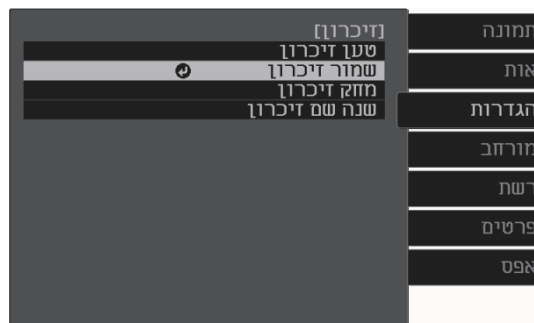 תמונה
אות
הגדרות
מורחב
רשת
פרטים
אפס
[זיכרון]
טען זיכרון
שמור זיכרון
מחק זיכרון
שנה שם זיכרון